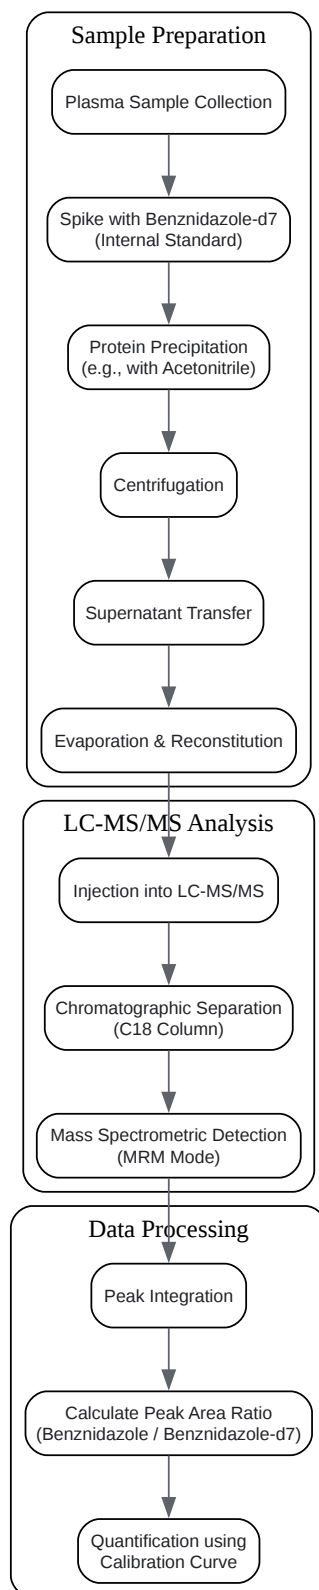 Sample Preparation
Plasma Sample Collection
Spike with Benznidazole-d7
(Internal Standard)
Protein Precipitation
(e.g., with Acetonitrile)
Centrifugation
Supernatant Transfer
Evaporation & Reconstitution
LC-MS/MS Analysis
Injection into LC-MS/MS
Chromatographic Separation
(C18 Column)
Mass Spectrometric Detection
(MRM Mode)
Data Processing
Peak Integration
Calculate Peak Area Ratio
(Benznidazole / Benznidazole-d7)
Quantification using
Calibration Curve